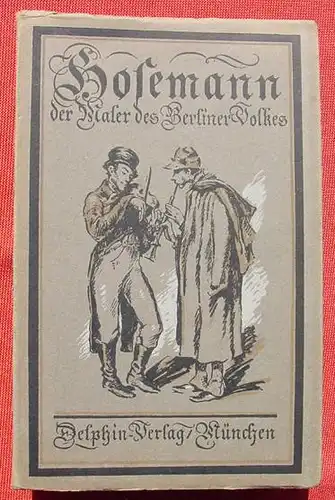 Hosemann
der Maler des Berliner Volkes
Delphin-Verlag/München